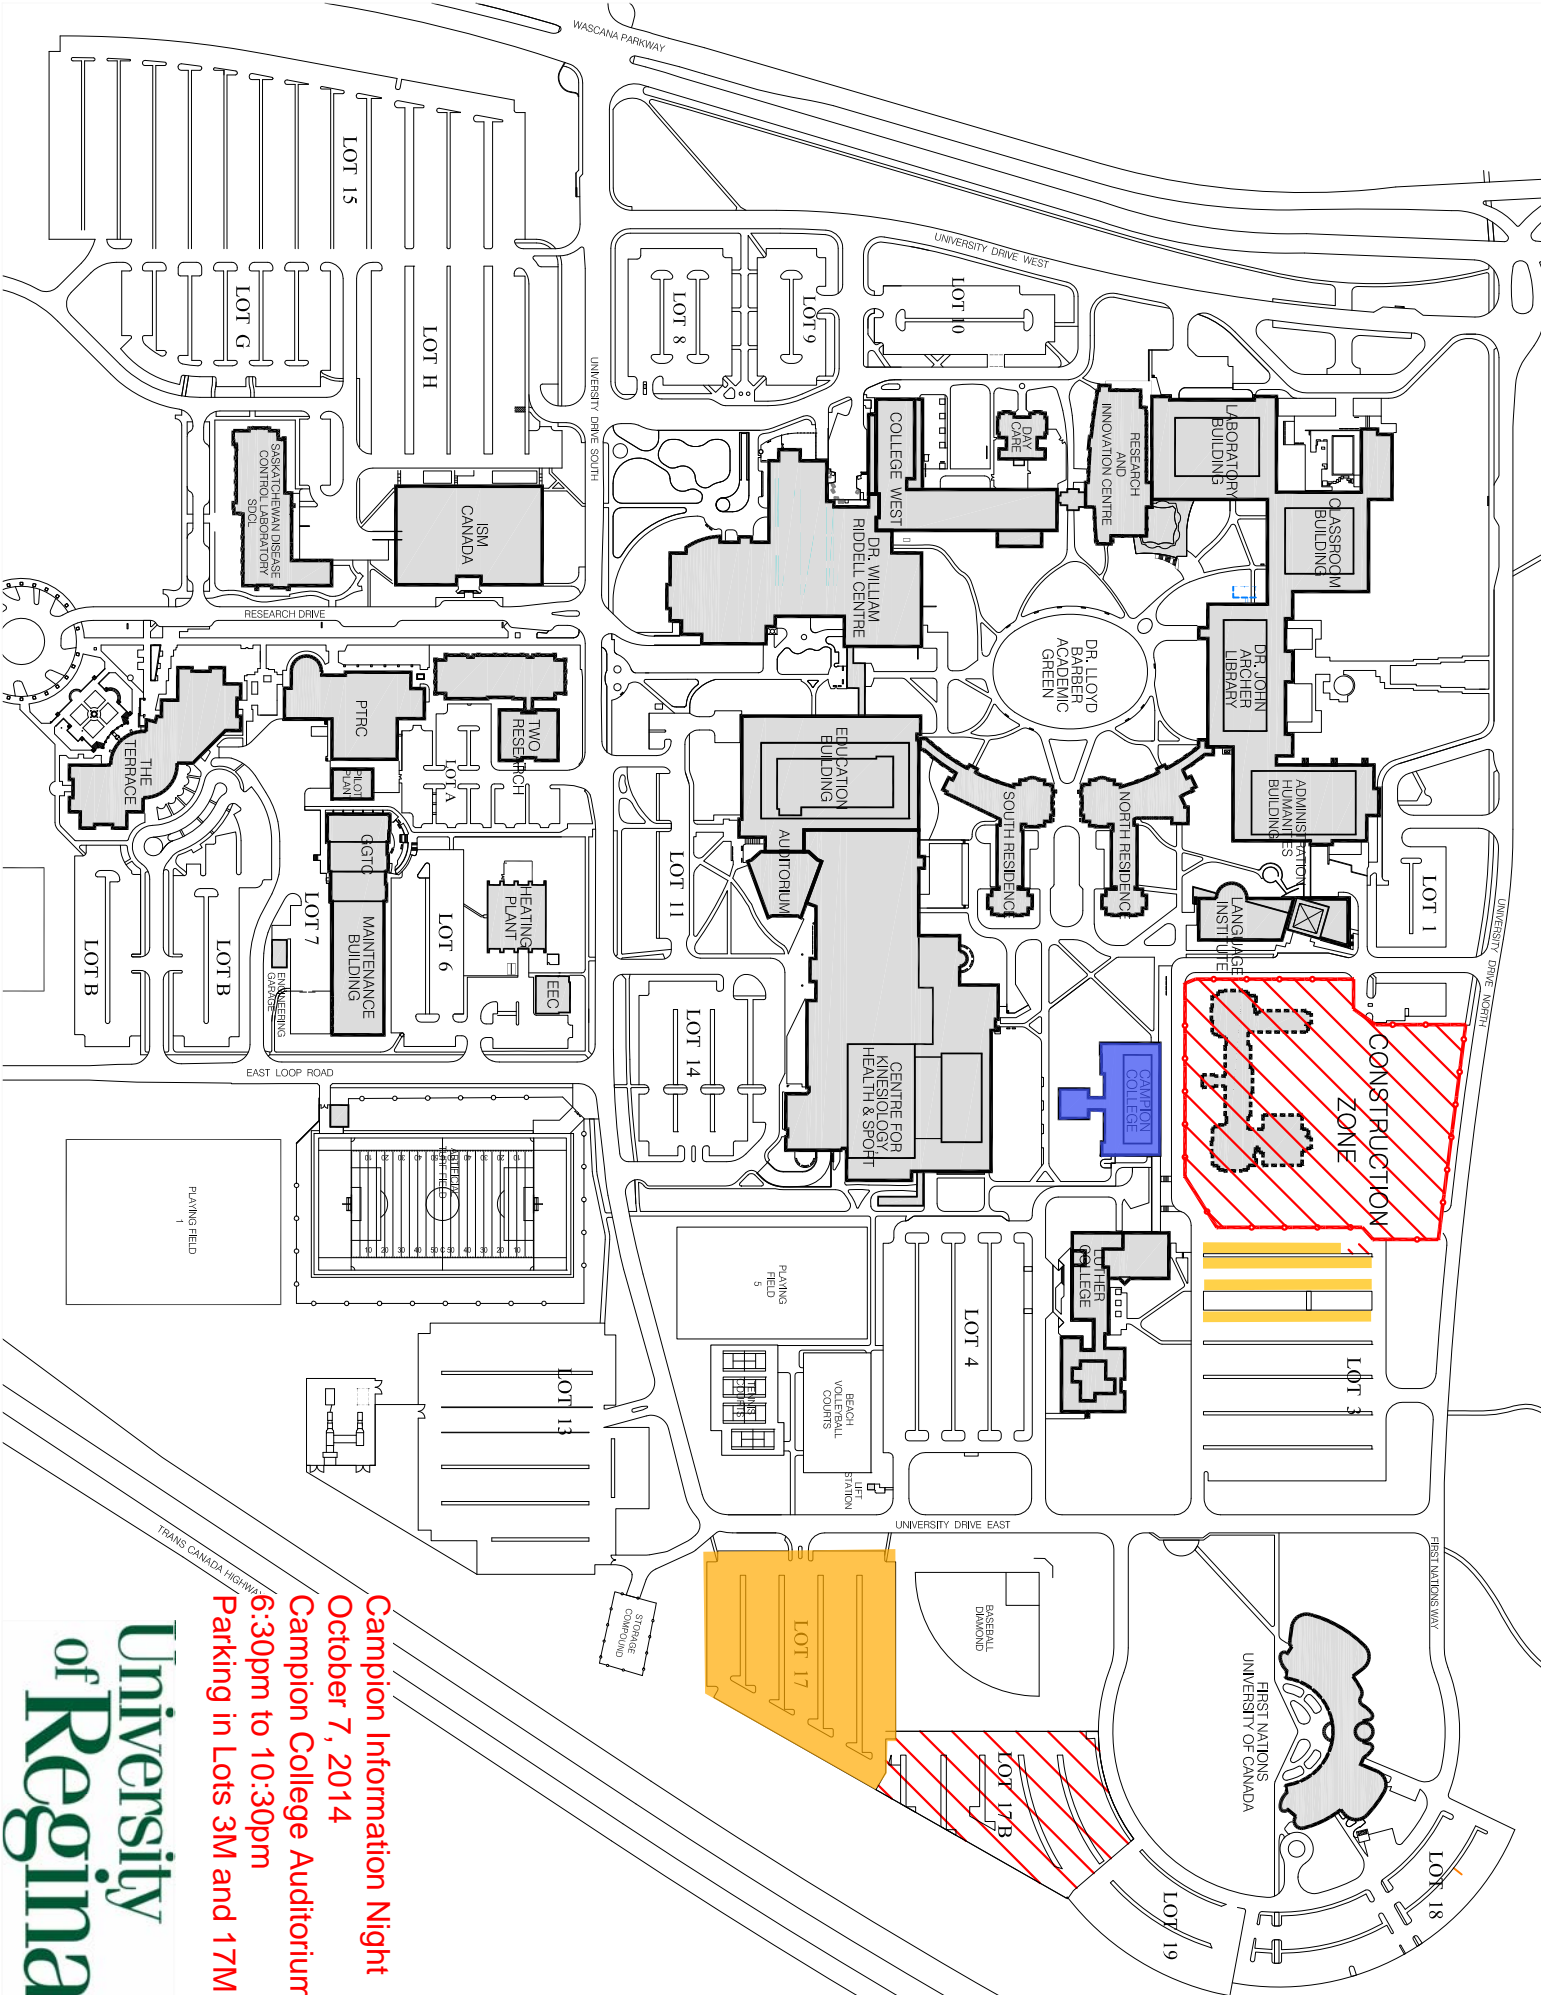 WASCANA PARKWAY
UNIVERSITY DRIVE WEST
LOT 15
LOT G
LOT H
LOT 8
LOT 9
LOT 10
UNIVERSITY DRIVE SOUTH
SASKATCHEWAN DISEASE
CONTROL LABORATORY
SDCL
ISM
CANADA
COLLEGE WEST
DAY
CARE
RESEARCH
AND
INNOVATION CENTRE
LABORATORY
BUILDING
CLASSROOM
BUILDING
DR. WILLIAM
RIDDELL CENTRE
RESEARCH DRIVE
DR. LLOYD
BARBER
ACADEMIC
GREEN
DR. JOHN
ARCHER
LIBRARY
THE
TERRACE
PTRC
PILOT
PLANT
TWO
RESEARCH
LOT A
EDUCATION
BUILDING
AUDITORIUM
SOUTH RESIDENCE
NORTH RESIDENCE
ADMINISTRATION
HUMANITIES
BUILDING
LOT 1
UNIVERSITY DRIVE NORTH
LANGUAGE
INSTITUTE
LOT B
LOT B
LOT 7
GGTC
MAINTENANCE
BUILDING
ENGINEERING
GARAGE
LOT 6
HEATING
PLANT
EEC
LOT 11
LOT 14
CENTRE FOR
KINESIOLOGY,
HEALTH & SPORT
CAMPION
COLLEGE
CONSTRUCTION
ZONE
EAST LOOP ROAD
PLAYING FIELD
1
ARTIFICIAL
TURF FIELD
PLAYING
FIELD
5
LOT 4
LUTHER
COLLEGE
LOT 3
LOT 13
TENNIS
COURTS
BEACH
VOLLEYBALL
COURTS
LIFT
STATION
UNIVERSITY DRIVE EAST
FIRST NATIONS WAY
TRANS CANADA HIGHWAY
STORAGE
COMPOUND
LOT 17
BASEBALL
DIAMOND
LOT 17B
FIRST NATIONS
UNIVERSITY OF CANADA
LOT 18
LOT 19
Campion Information Night
October 7, 2014
Campion College Auditorium
6:30pm to 10:30pm
Parking in Lots 3M and 17M
University
of Regina